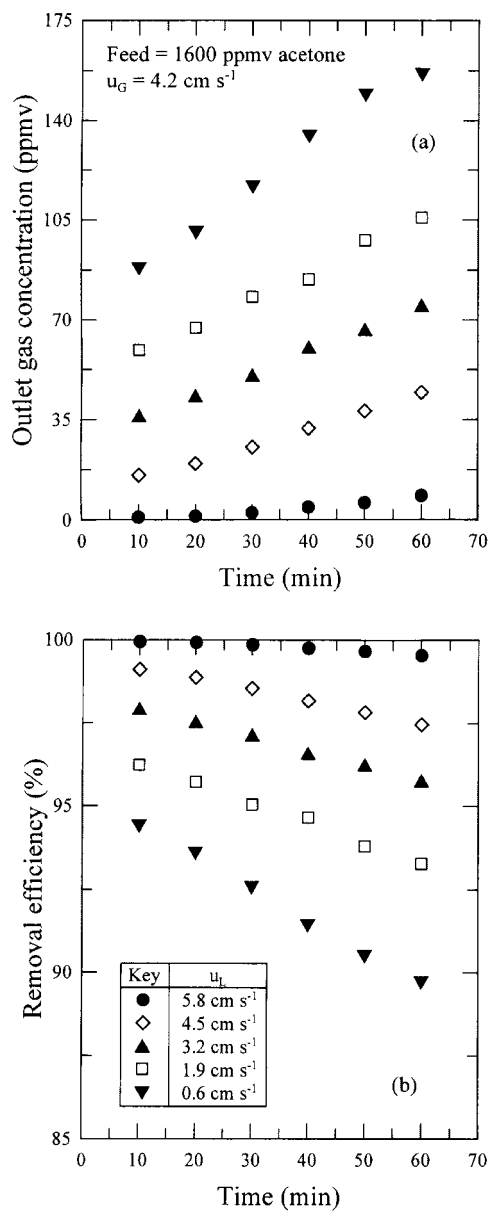 175
Feed = 1600 ppmv acetone
u_G = 4.2 cm s⁻¹
140
(a)
105
70
35
0
Outlet gas concentration (ppmv)
0 10 20 30 40 50 60 70
Time (min)
100
95
90
85
Removal efficiency (%)
Key u_L
5.8 cm s⁻¹
4.5 cm s⁻¹
3.2 cm s⁻¹
1.9 cm s⁻¹
0.6 cm s⁻¹
(b)
0 10 20 30 40 50 60 70
Time (min)